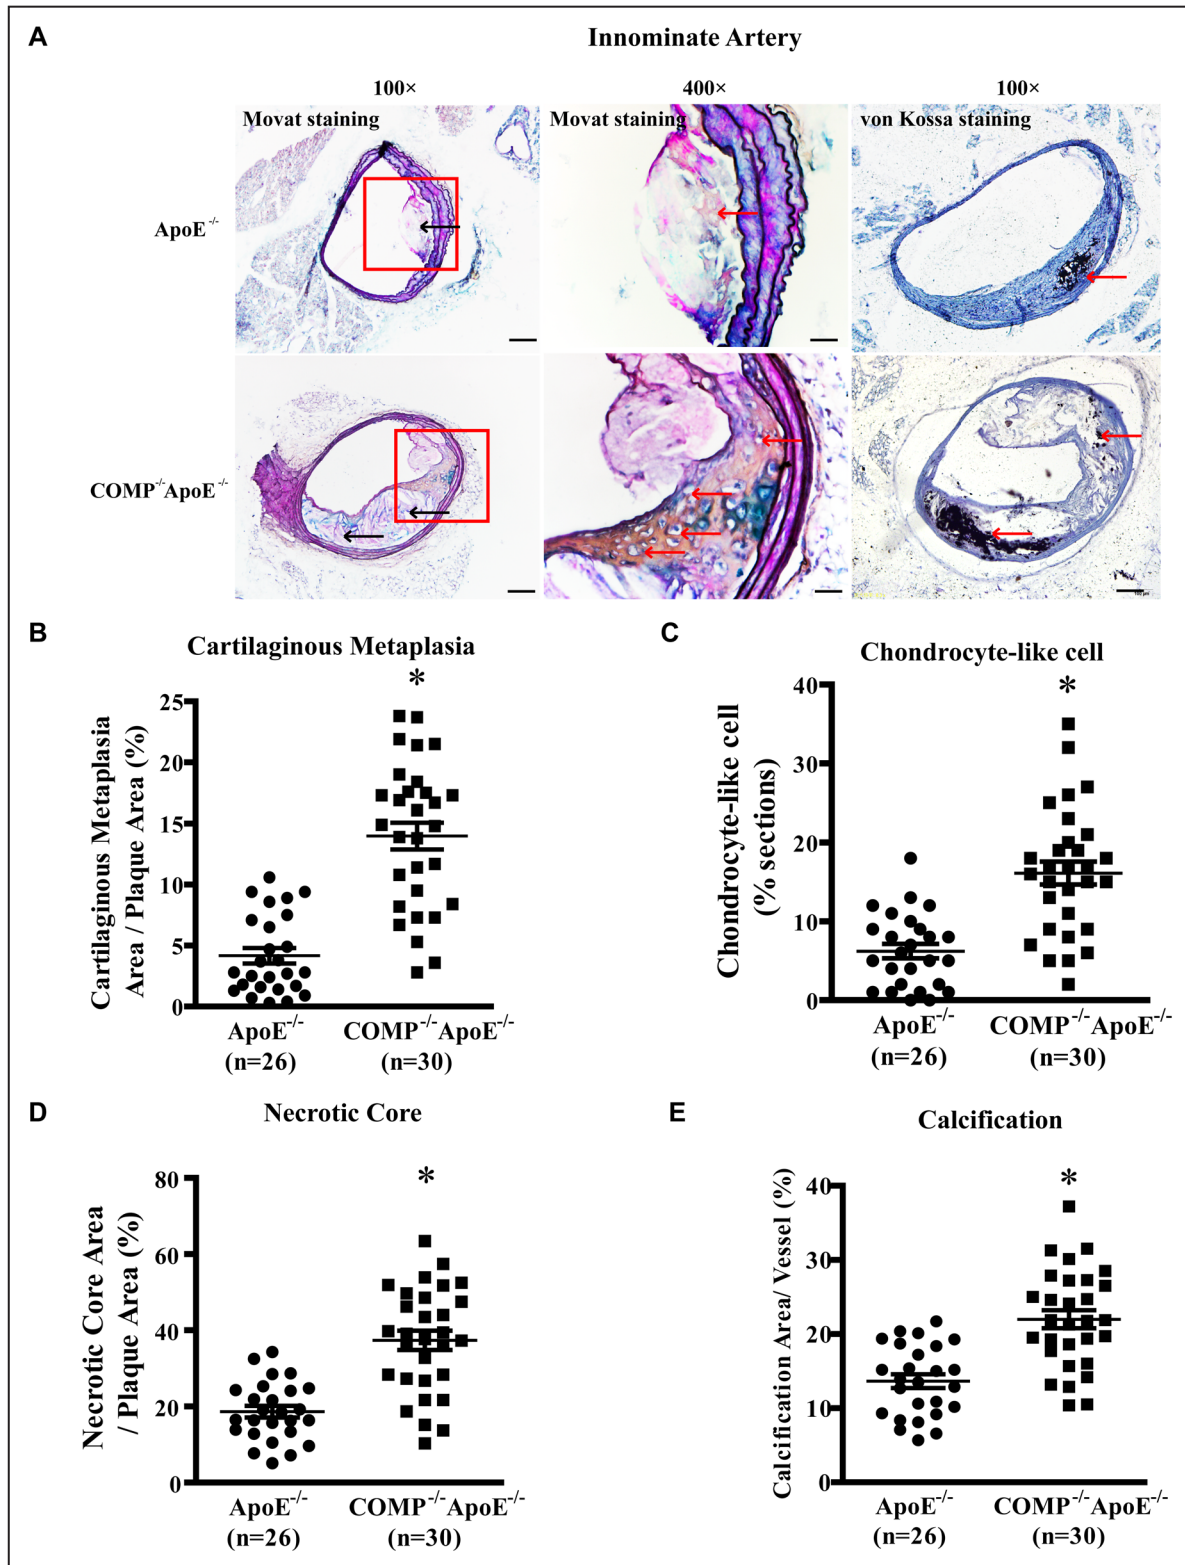 A
Innominate Artery
100×
400×
100×
Movat staining
Movat staining
von Kossa staining
ApoE-/-
COMP-/-ApoE-/-
B
Cartilaginous Metaplasia
*
Cartilaginous Metaplasia
Area / Plaque Area (%)
25
20
15
10
5
0
ApoE-/-
(n=26)
COMP-/-ApoE-/-
(n=30)
C
Chondrocyte-like cell
*
Chondrocyte-like cell
(% sections)
40
30
20
10
0
ApoE-/-
(n=26)
COMP-/-ApoE-/-
(n=30)
D
Necrotic Core
*
Necrotic Core Area
/ Plaque Area (%)
80
60
40
20
0
ApoE-/-
(n=26)
COMP-/-ApoE-/-
(n=30)
E
Calcification
*
Calcification Area/ Vessel (%)
40
30
20
10
0
ApoE-/-
(n=26)
COMP-/-ApoE-/-
(n=30)